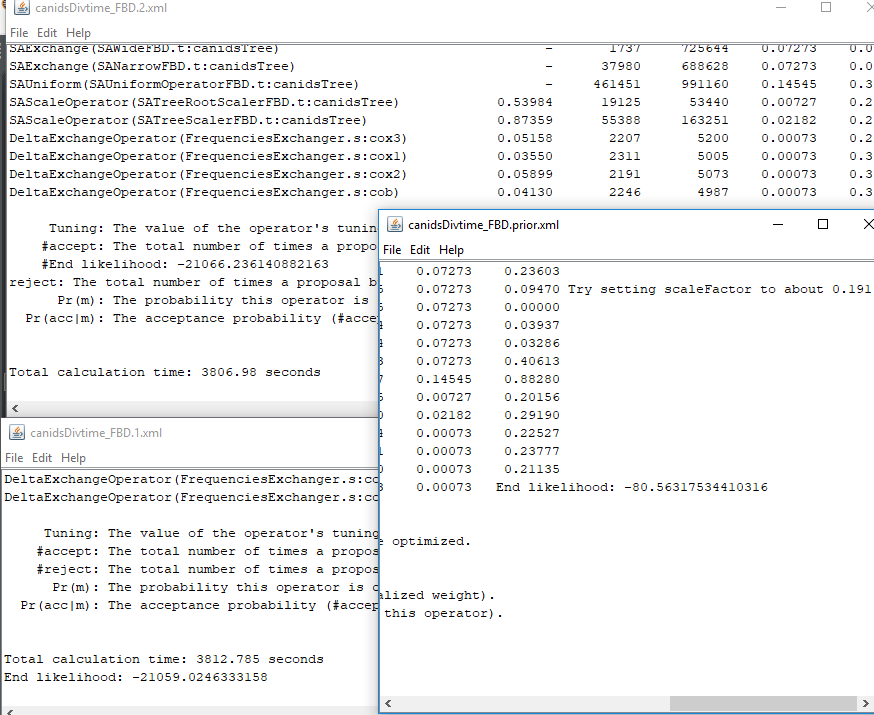 canidsDivtime_FBD.2.xml
File Edit Help
SAExchange(SAWideFBD.t:canidsTree) - 1737 725644 0.07273 0.0
SAExchange(SANarrowFBD.t:canidsTree) - 37980 688628 0.07273 0.0
SAUniform(SAUniformOperatorFBD.t:canidsTree) - 461451 991160 0.14545 0.3
SAScaleOperator(SATreeRootScalerFBD.t:canidsTree) 0.53984 19125 53440 0.00727 0.2
SAScaleOperator(SATreeScalerFBD.t:canidsTree) 0.87359 55388 163251 0.02182 0.2
DeltaExchangeOperator(FrequenciesExchanger.s:cox3) 0.05158 2207 5200 0.00073 0.2
DeltaExchangeOperator(FrequenciesExchanger.s:cox1) 0.03550 2311 5005 0.00073 0.3
DeltaExchangeOperator(FrequenciesExchanger.s:cox2) 0.05899 2191 5073 0.00073 0.3
DeltaExchangeOperator(FrequenciesExchanger.s:cob) 0.04130 2246 4987 0.00073 0.3
Tuning: The value of the operator's tunin
#accept: The total number of times a propo
#End likelihood: -21066.236140882163
reject: The total number of times a proposal b
Pr(m): The probability this operator is
Pr(acc|m): The acceptance probability (#acce
Total calculation time: 3806.98 seconds
canidsDivtime_FBD.1.xml
File Edit Help
DeltaExchangeOperator(FrequenciesExchanger.s:co
DeltaExchangeOperator(FrequenciesExchanger.s:co
Tuning: The value of the operator's tuning
#accept: The total number of times a propos
#reject: The total number of times a propos
Pr(m): The probability this operator is c
Pr(acc|m): The acceptance probability (#accep
Total calculation time: 3812.785 seconds
End likelihood: -21059.0246333158
canidsDivtime_FBD.prior.xml
File Edit Help
0.07273 0.23603
0.07273 0.09470 Try setting scaleFactor to about 0.191
0.07273 0.00000
0.07273 0.03937
0.07273 0.03286
0.07273 0.40613
0.14545 0.88280
0.00727 0.20156
0.02182 0.29190
0.00073 0.22527
0.00073 0.23777
0.00073 0.21135
0.00073 End likelihood: -80.56317534410316
e optimized.
alized weight).
this operator).